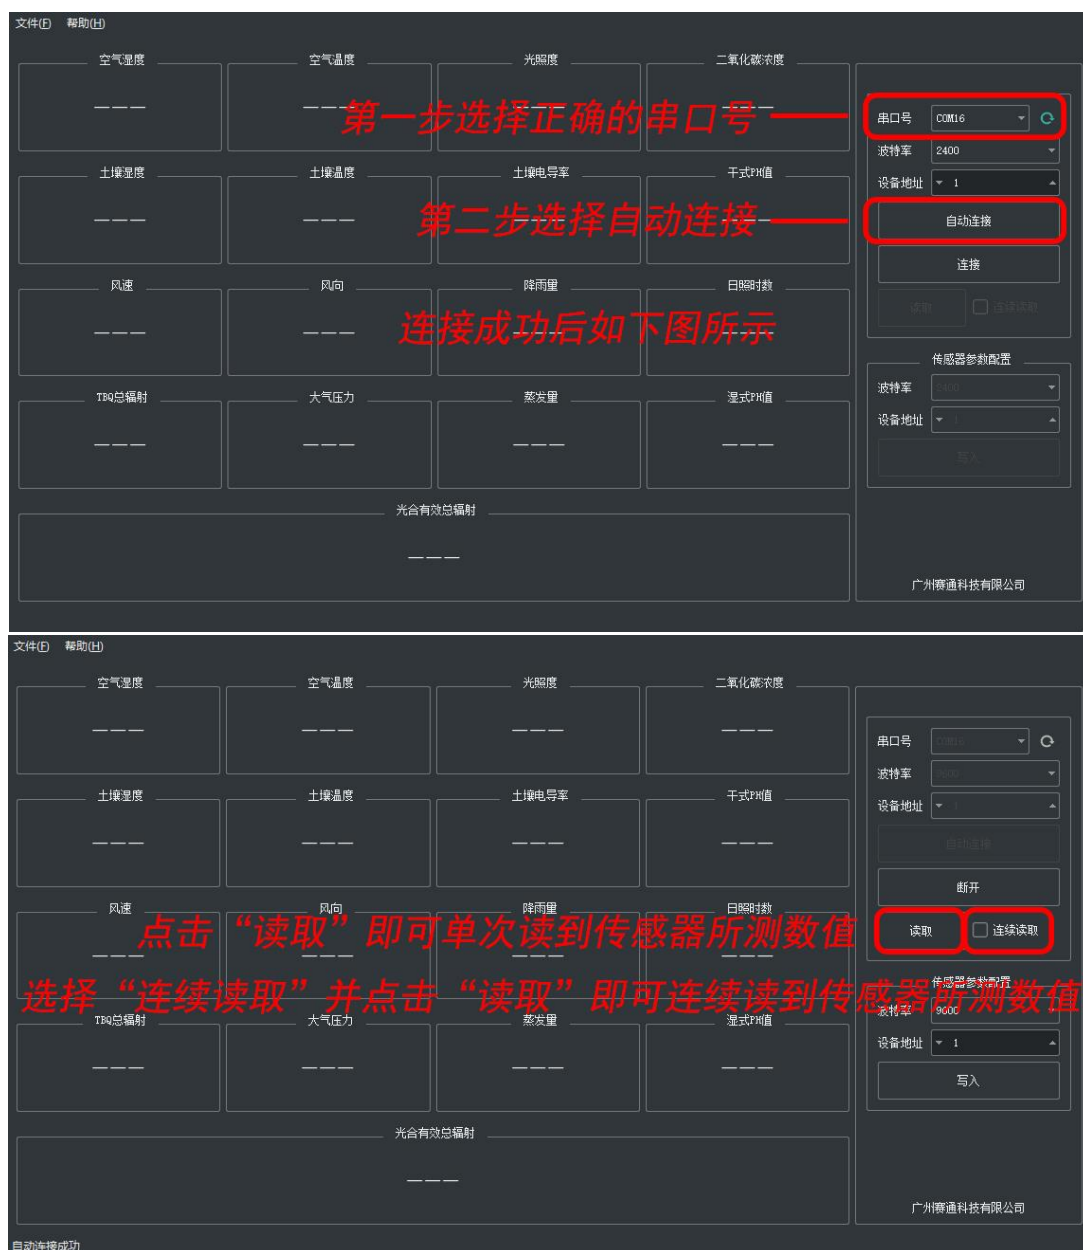 文件(F) 帮助(H)
空气湿度 空气温度 光照度 二氧化碳浓度
——— ——— ——— ———
第一步选择正确的串口号
串口号 COM16
波特率 2400
设备地址 1
土壤湿度 土壤温度 土壤电导率 干式PH值
——— ——— ——— ———
第二步选择自动连接
自动连接
连接
风速 风向 降雨量 日照时数
——— ——— ——— ———
连接成功后如下图所示
读取 连续读取
传感器参数配置
波特率 2400
设备地址 1
写入
TBQ总辐射 大气压力 蒸发量 湿式PH值
——— ——— ——— ———
光合有效总辐射
———
广州赛通科技有限公司
文件(F) 帮助(H)
空气湿度 空气温度 光照度 二氧化碳浓度
——— ——— ——— ———
串口号 COM16
波特率 9600
设备地址 1
土壤湿度 土壤温度 土壤电导率 干式PH值
——— ——— ——— ———
自动连接
断开
风速 风向 降雨量 日照时数
——— ——— ——— ———
点击“读取”即可单次读到传感器所测数值
读取 连续读取
选择“连续读取”并点击“读取”即可连续读到传感器所测数值
传感器参数配置
波特率 9600
设备地址 1
写入
TBQ总辐射 大气压力 蒸发量 湿式PH值
——— ——— ——— ———
光合有效总辐射
———
广州赛通科技有限公司
自动连接成功